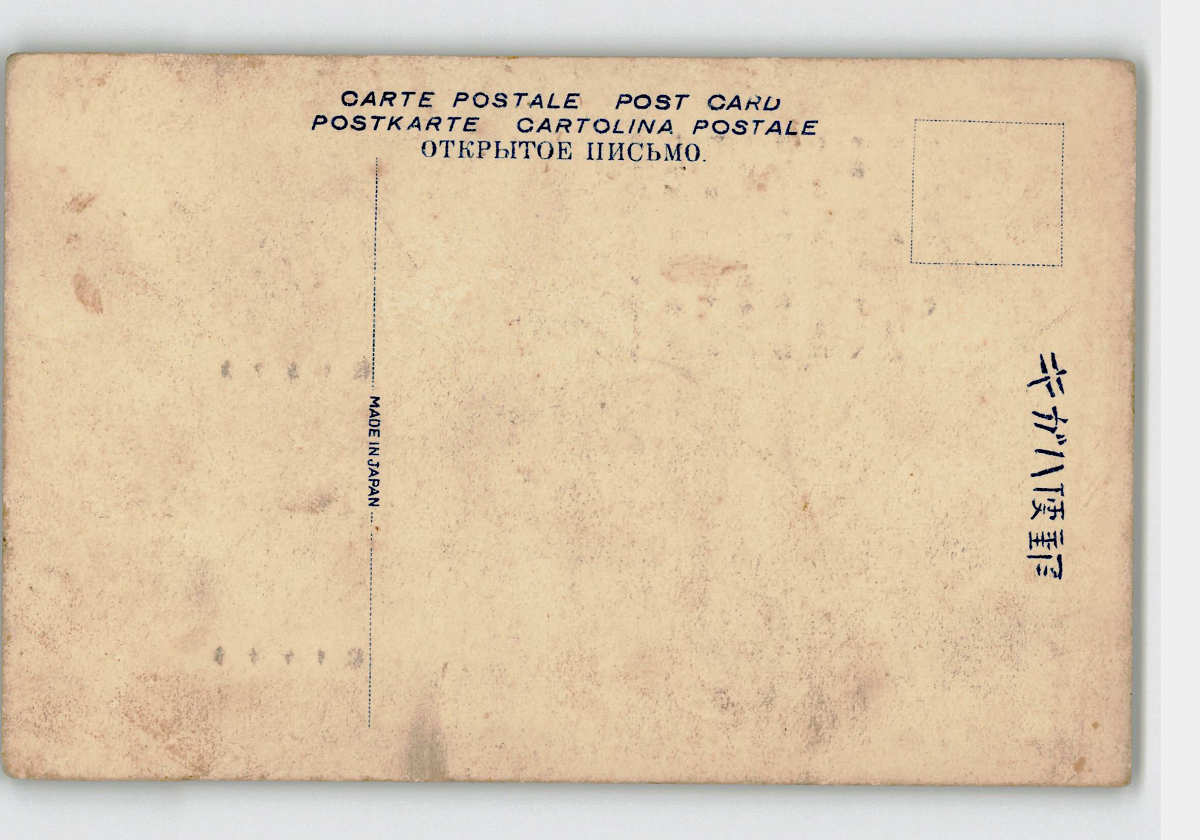 CARTE POSTALE POST CARD
POSTKARTE CARTOLINA POSTALE
ОТКРЫТОЕ ПИСЬМО.
MADE IN JAPAN
キガハ便郵